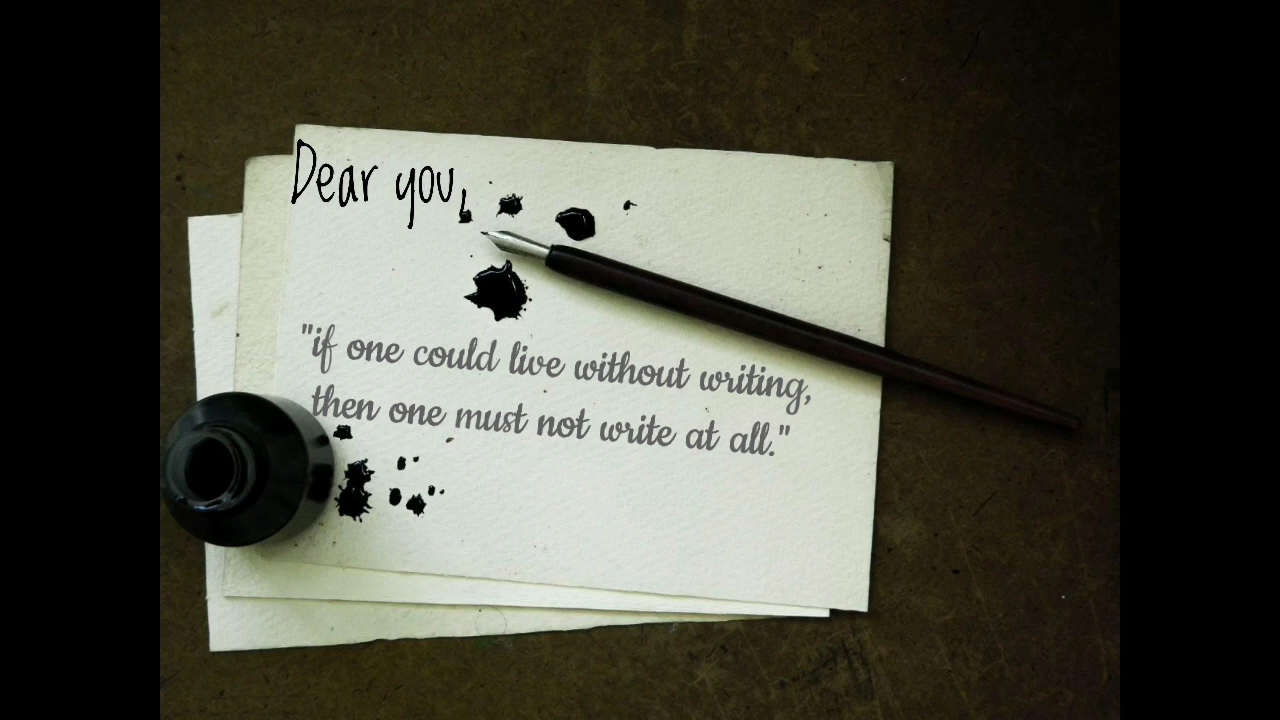 Dear you,
"if one could live without writing,
then one must not write at all."